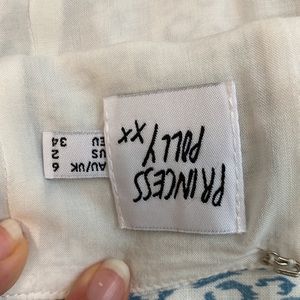 PRINCESS
POLLY xx
AU/UK 6
US 2
EU 34